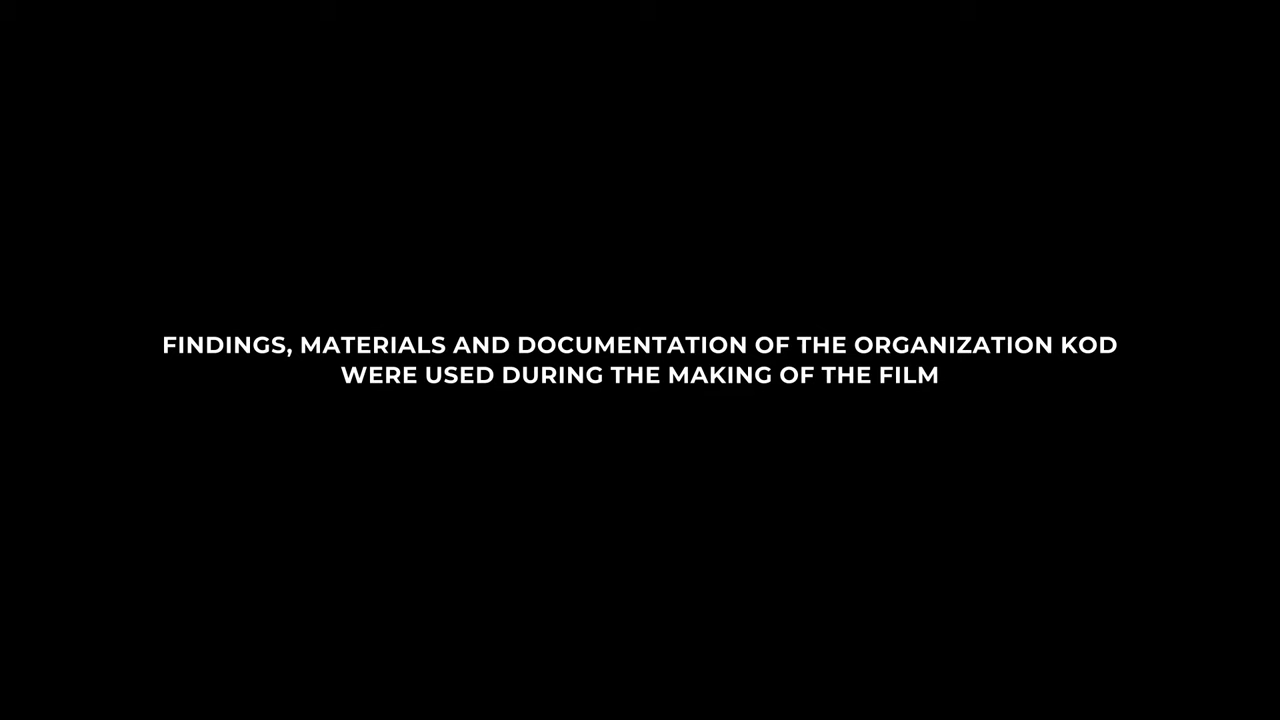 FINDINGS, MATERIALS AND DOCUMENTATION OF THE ORGANIZATION KOD
WERE USED DURING THE MAKING OF THE FILM